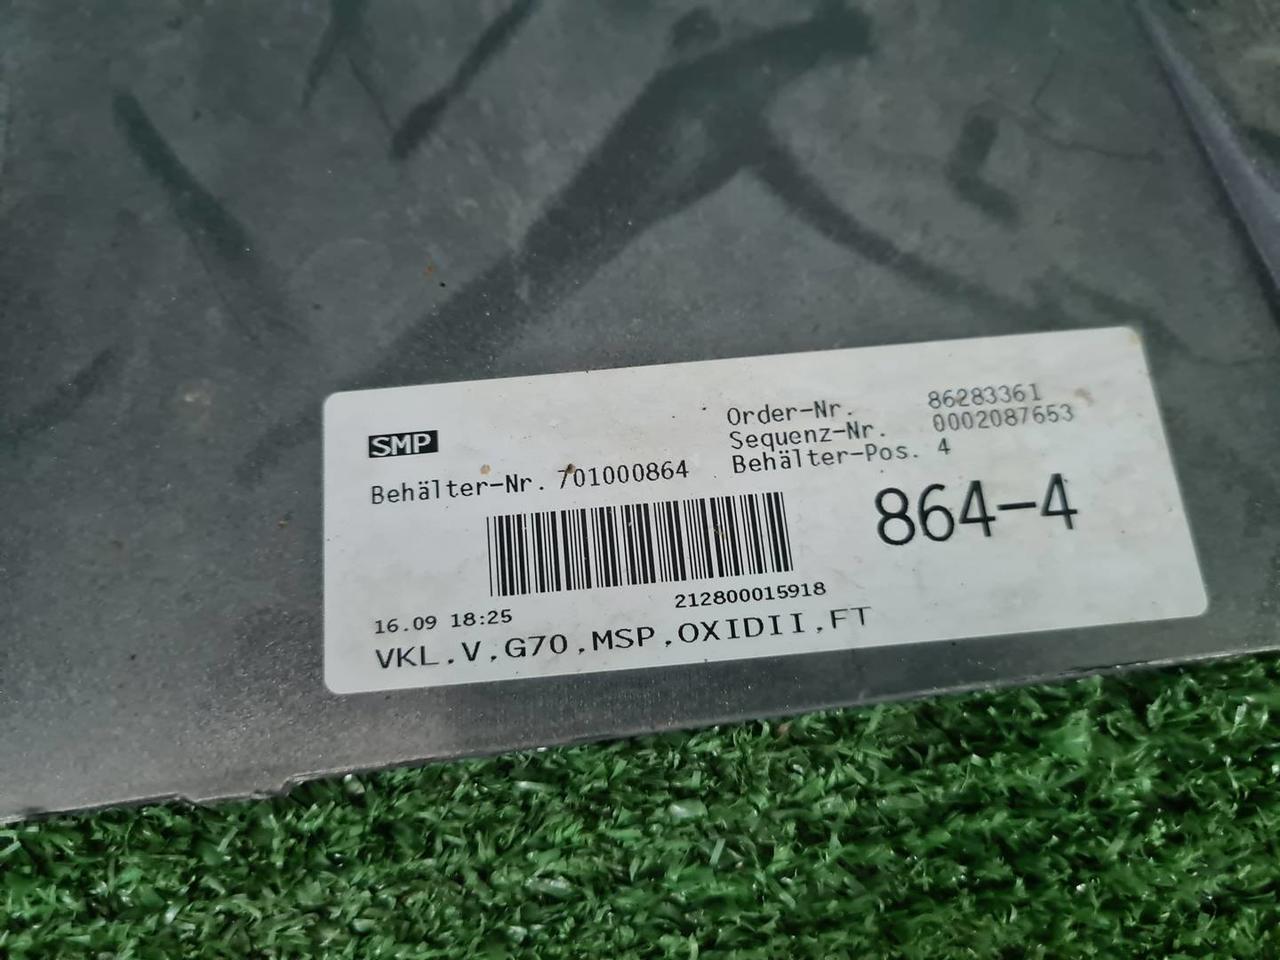 SMP
Order-Nr. 86283361
Sequenz-Nr. 0002087653
Behälter-Pos. 4
Behälter-Nr. 701000864
864-4
16.09 18:25
212800015918
VKL,V,G70,MSP,OXIDII,FT